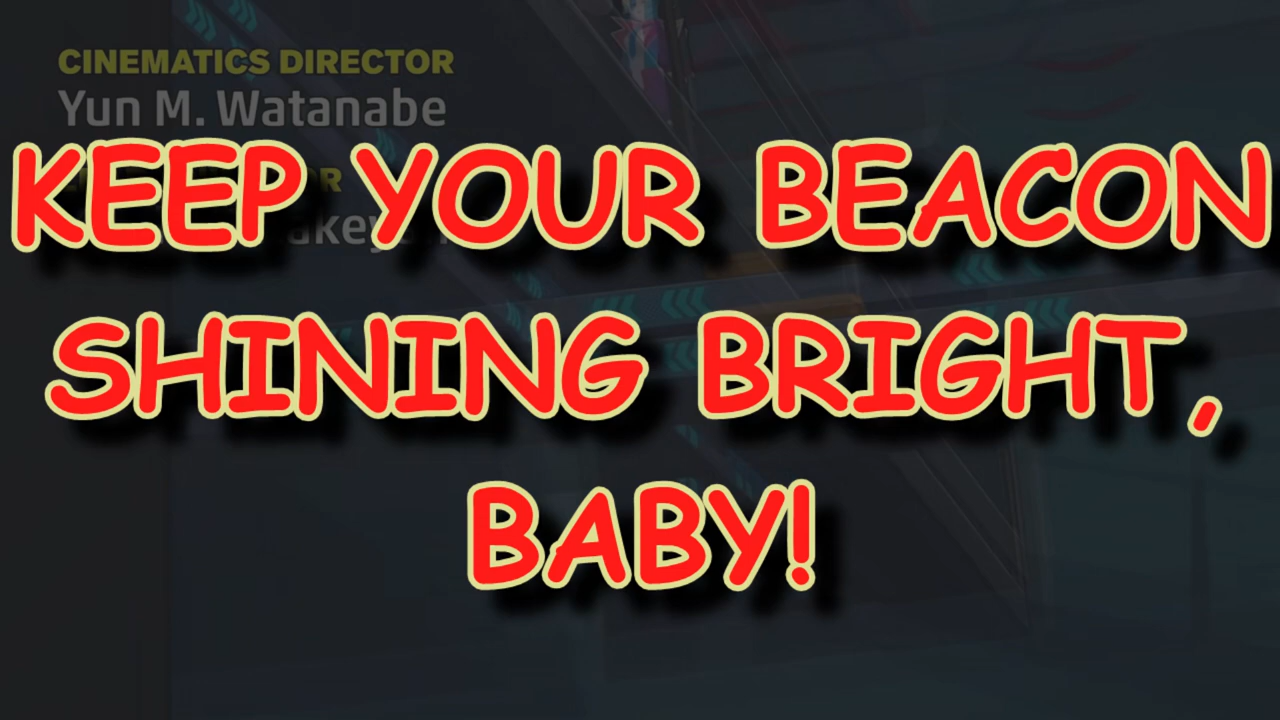 CINEMATICS DIRECTOR
Yun M. Watanabe
KEEP YOUR BEACON
SHINING BRIGHT,
BABY!